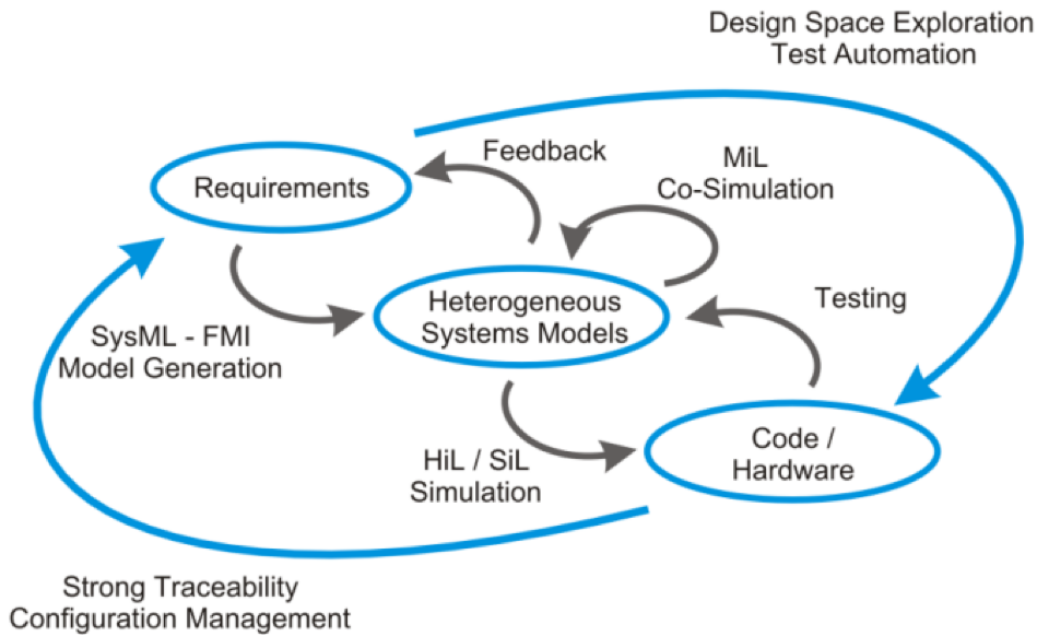 Design Space Exploration
Test Automation
Feedback
MiL
Co-Simulation
Requirements
Heterogeneous
Systems Models
Testing
SysML - FMI
Model Generation
HiL / SiL
Simulation
Code /
Hardware
Strong Traceability
Configuration Management